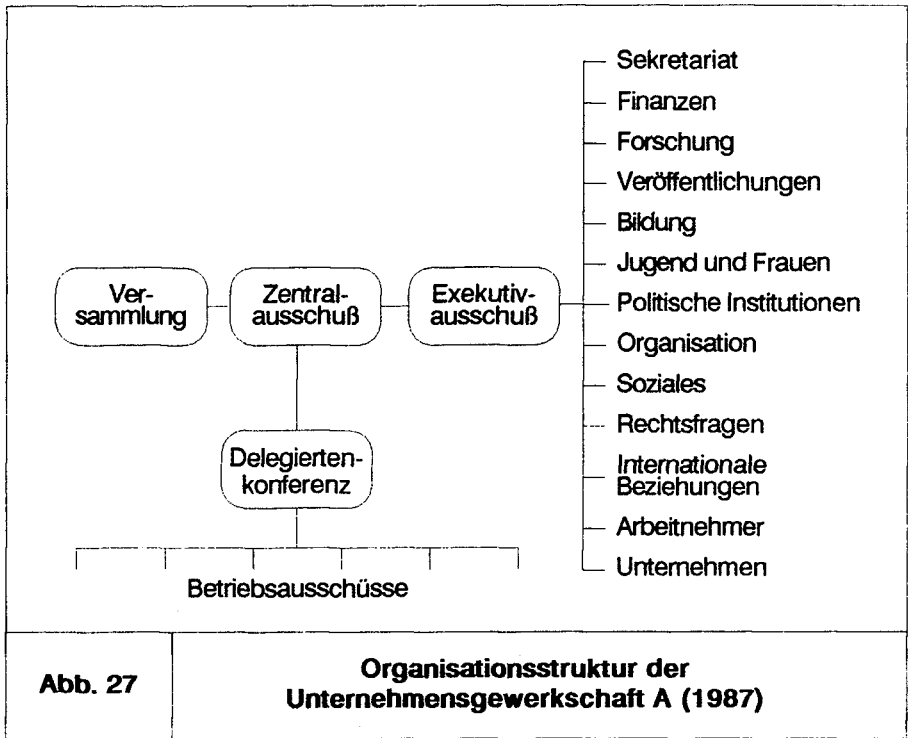 Sekretariat
Finanzen
Forschung
Veröffentlichungen
Bildung
Jugend und Frauen
Ver-
sammlung
Zentral-
ausschuß
Exekutiv-
ausschuß
Politische Institutionen
Organisation
Soziales
Rechtsfragen
Delegierten-
konferenz
Internationale
Beziehungen
Arbeitnehmer
Unternehmen
Betriebsausschüsse
Abb. 27
Organisationsstruktur der
Unternehmensgewerkschaft A (1987)